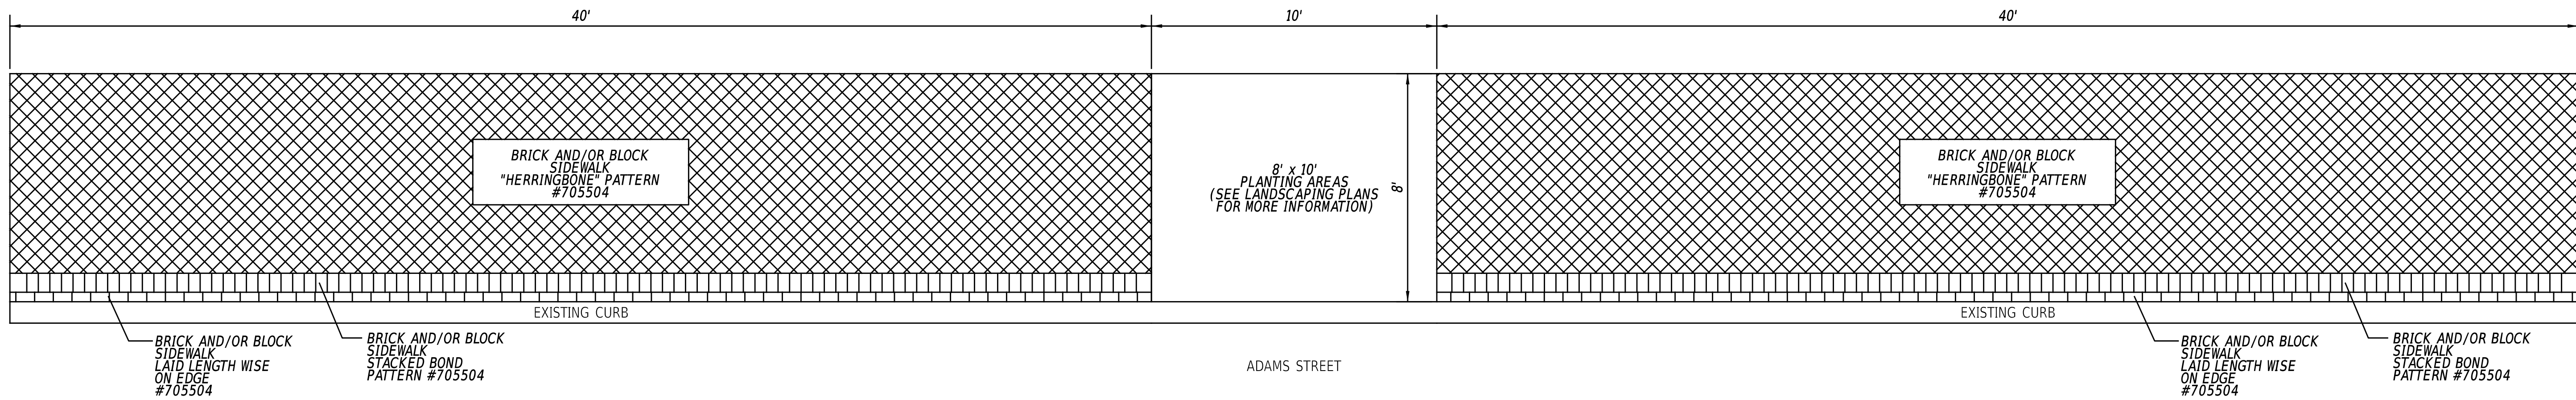 40'
10'
40'
BRICK AND/OR BLOCK
SIDEWALK
"HERRINGBONE" PATTERN
#705504
8' x 10'
PLANTING AREAS
(SEE LANDSCAPING PLANS
FOR MORE INFORMATION)
8'
BRICK AND/OR BLOCK
SIDEWALK
"HERRINGBONE" PATTERN
#705504
EXISTING CURB
EXISTING CURB
BRICK AND/OR BLOCK
SIDEWALK
LAID LENGTH WISE
ON EDGE
#705504
BRICK AND/OR BLOCK
SIDEWALK
STACKED BOND
PATTERN #705504
ADAMS STREET
BRICK AND/OR BLOCK
SIDEWALK
LAID LENGTH WISE
ON EDGE
#705504
BRICK AND/OR BLOCK
SIDEWALK
STACKED BOND
PATTERN #705504